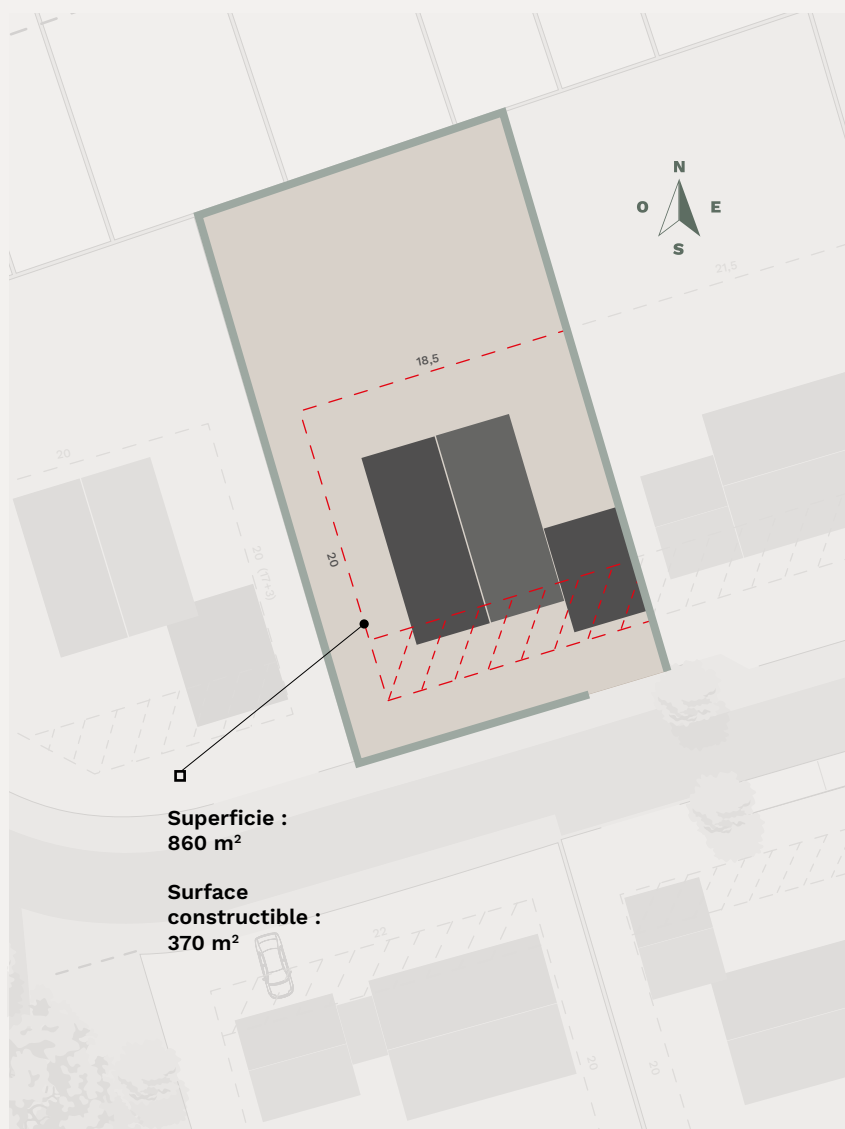 N
O
E
S
21,5
18,5
20
20
20 (17+3)
Superficie :
860 m²
Surface
constructible :
370 m²
22
20
20